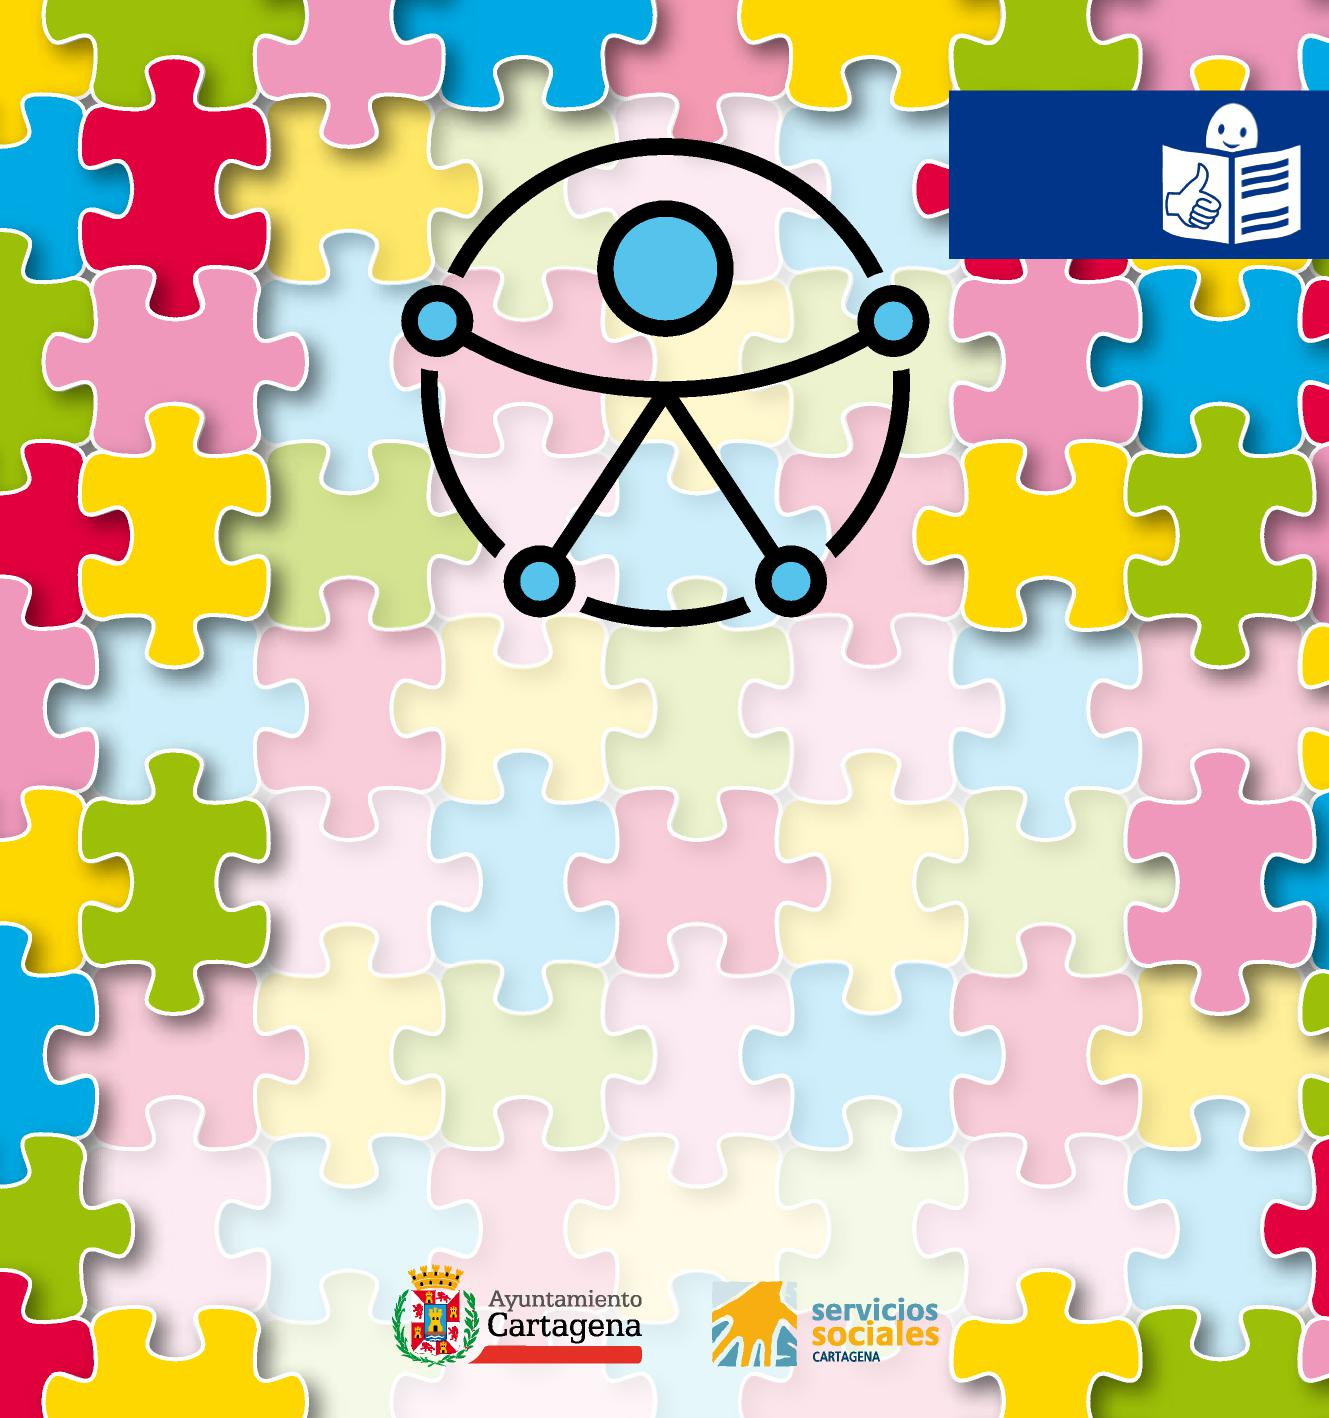 Ayuntamiento
Cartagena
servicios
sociales
CARTAGENA